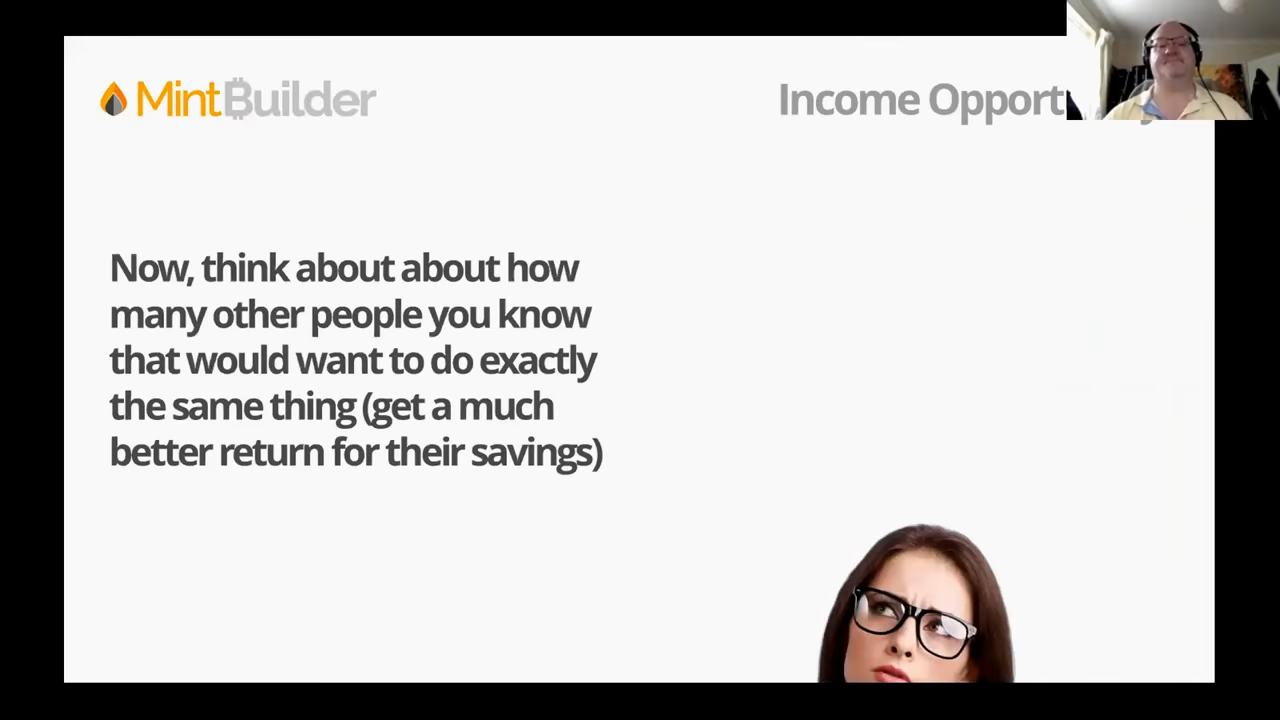 MintBuilder
Income
Now, think about about how
many other people you know
that would want to do exactly
the same thing (get a much
better return for their savings)